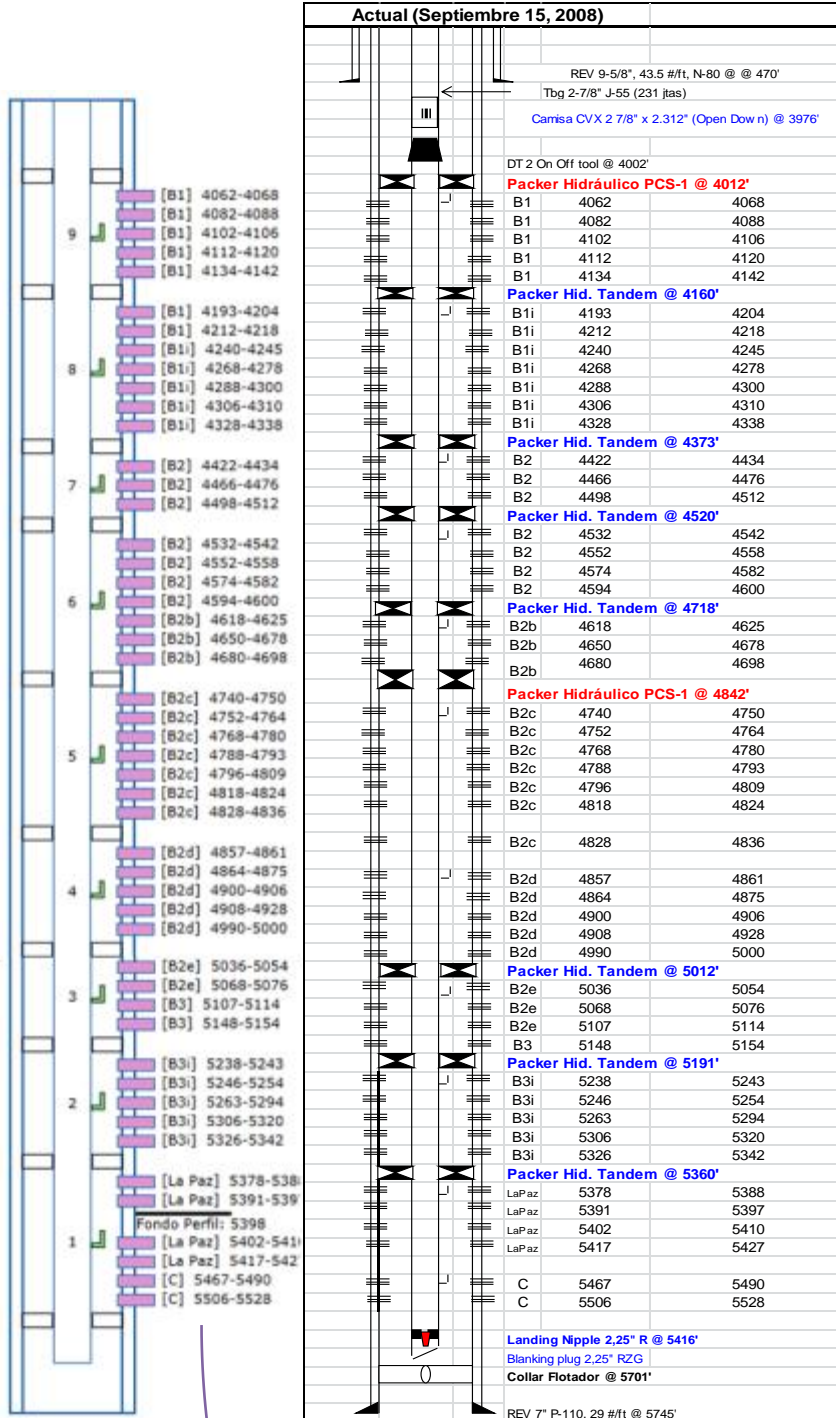 9
[B1] 4062-4068
[B1] 4082-4088
[B1] 4102-4106
[B1] 4112-4120
[B1] 4134-4142
8
[B1] 4193-4204
[B1] 4212-4218
[B1i] 4240-4245
[B1i] 4268-4278
[B1i] 4288-4300
[B1i] 4306-4310
[B1i] 4328-4338
7
[B2] 4422-4434
[B2] 4466-4476
[B2] 4498-4512
6
[B2] 4532-4542
[B2] 4552-4558
[B2] 4574-4582
[B2] 4594-4600
[B2b] 4618-4625
[B2b] 4650-4678
[B2b] 4680-4698
5
[B2c] 4740-4750
[B2c] 4752-4764
[B2c] 4768-4780
[B2c] 4788-4793
[B2c] 4796-4809
[B2c] 4818-4824
[B2c] 4828-4836
4
[B2d] 4857-4861
[B2d] 4864-4875
[B2d] 4900-4906
[B2d] 4908-4928
[B2d] 4990-5000
3
[B2e] 5036-5054
[B2e] 5068-5076
[B3] 5107-5114
[B3] 5148-5154
2
[B3i] 5238-5243
[B3i] 5246-5254
[B3i] 5263-5294
[B3i] 5306-5320
[B3i] 5326-5342
1
[La Paz] 5378-538
[La Paz] 5391-539
Fondo Perfil: 5398
[La Paz] 5402-541
[La Paz] 5417-542
[C] 5467-5490
[C] 5506-5528
Actual (Septiembre 15, 2008)
REV 9-5/8", 43.5 #/ft, N-80 @ @ 470'
Tbg 2-7/8" J-55 (231 jtas)
Camisa CVX 2 7/8" x 2.312" (Open Down) @ 3976'
DT 2 On Off tool @ 4002'
Packer Hidráulico PCS-1 @ 4012'
B1 4062 4068
B1 4082 4088
B1 4102 4106
B1 4112 4120
B1 4134 4142
Packer Hid. Tandem @ 4160'
B1i 4193 4204
B1i 4212 4218
B1i 4240 4245
B1i 4268 4278
B1i 4288 4300
B1i 4306 4310
B1i 4328 4338
Packer Hid. Tandem @ 4373'
B2 4422 4434
B2 4466 4476
B2 4498 4512
Packer Hid. Tandem @ 4520'
B2 4532 4542
B2 4552 4558
B2 4574 4582
B2 4594 4600
Packer Hid. Tandem @ 4718'
B2b 4618 4625
B2b 4650 4678
B2b 4680 4698
Packer Hidráulico PCS-1 @ 4842'
B2c 4740 4750
B2c 4752 4764
B2c 4768 4780
B2c 4788 4793
B2c 4796 4809
B2c 4818 4824
B2c 4828 4836
B2d 4857 4861
B2d 4864 4875
B2d 4900 4906
B2d 4908 4928
B2d 4990 5000
Packer Hid. Tandem @ 5012'
B2e 5036 5054
B2e 5068 5076
B2e 5107 5114
B3 5148 5154
Packer Hid. Tandem @ 5191'
B3i 5238 5243
B3i 5246 5254
B3i 5263 5294
B3i 5306 5320
B3i 5326 5342
Packer Hid. Tandem @ 5360'
LaPaz 5378 5388
LaPaz 5391 5397
LaPaz 5402 5410
LaPaz 5417 5427
C 5467 5490
C 5506 5528
Landing Nipple 2,25" R @ 5416'
Blanking plug 2,25" RZG
Collar Flotador @ 5701'
REV 7" P-110, 29 #/ft @ 5745'